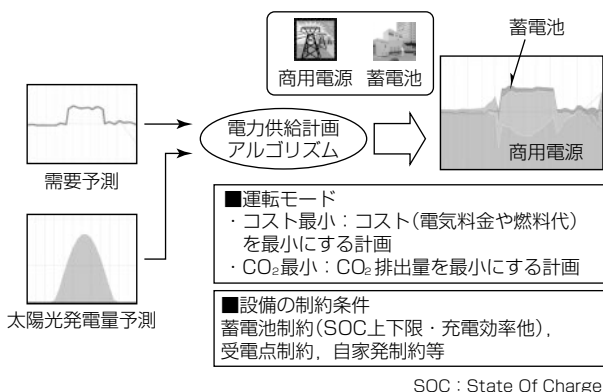 蓄電池
商用電源 蓄電池
電力供給計画
アルゴリズム
商用電源
需要予測
太陽光発電量予測
■運転モード
・コスト最小：コスト(電気料金や燃料代)
を最小にする計画
・CO₂最小：CO₂排出量を最小にする計画
■設備の制約条件
蓄電池制約(SOC上下限・充電効率他)，
受電点制約，自家発制約等
SOC：State Of Charge